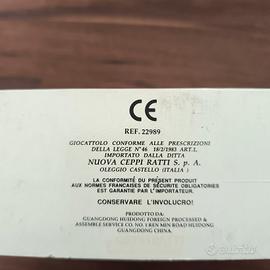 CE
REF. 22989
GIOCATTOLO CONFORME ALLE PRESCRIZIONI
DELLA LEGGE N°46 18/2/1983 ART.1.
IMPORTATO DALLA DITTA
NUOVA CEPPI RATTI S.p.A.
OLEGGIO CASTELLO (ITALIA)
LA CONFORMITÉ DU PRÉSENT PRODUIT
AUX NORMES FRANCAISES DE SÉCURITÉ OBLIGATOIRES
EST GARANTIE PAR L'IMPORTATEUR.
CONSERVARE L'INVOLUCRO!
PRODOTTO DA:
GUANGDONG HUIDONG FOREIGN PROCESSED &
ASSEMBLE SERVICE CO. NO. 1 REN MIN ROAD HUIDONG
GUANGDONG CHINA.
subito